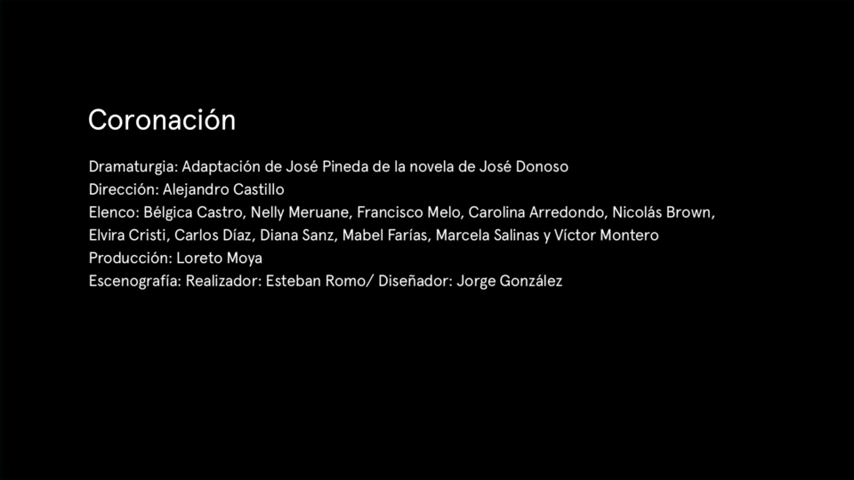 Coronación
Dramaturgia: Adaptación de José Pineda de la novela de José Donoso
Dirección: Alejandro Castillo
Elenco: Bélgica Castro, Nelly Meruane, Francisco Melo, Carolina Arredondo, Nicolás Brown,
Elvira Cristi, Carlos Díaz, Diana Sanz, Mabel Farías, Marcela Salinas y Víctor Montero
Producción: Loreto Moya
Escenografía: Realizador: Esteban Romo/ Diseñador: Jorge González